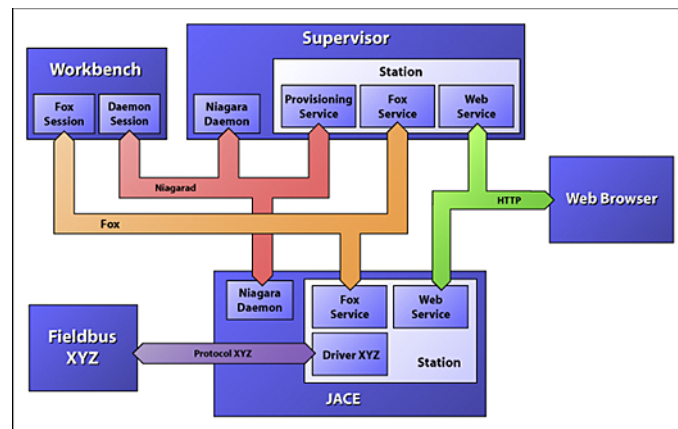 Supervisor
Workbench
Station
Fox
Session
Daemon
Session
Niagara
Daemon
Provisioning
Service
Fox
Service
Web
Service
Niagarad
HTTP
Web Browser
Fox
Niagara
Daemon
Fox
Service
Web
Service
Fieldbus
XYZ
Protocol XYZ
Driver XYZ
Station
JACE